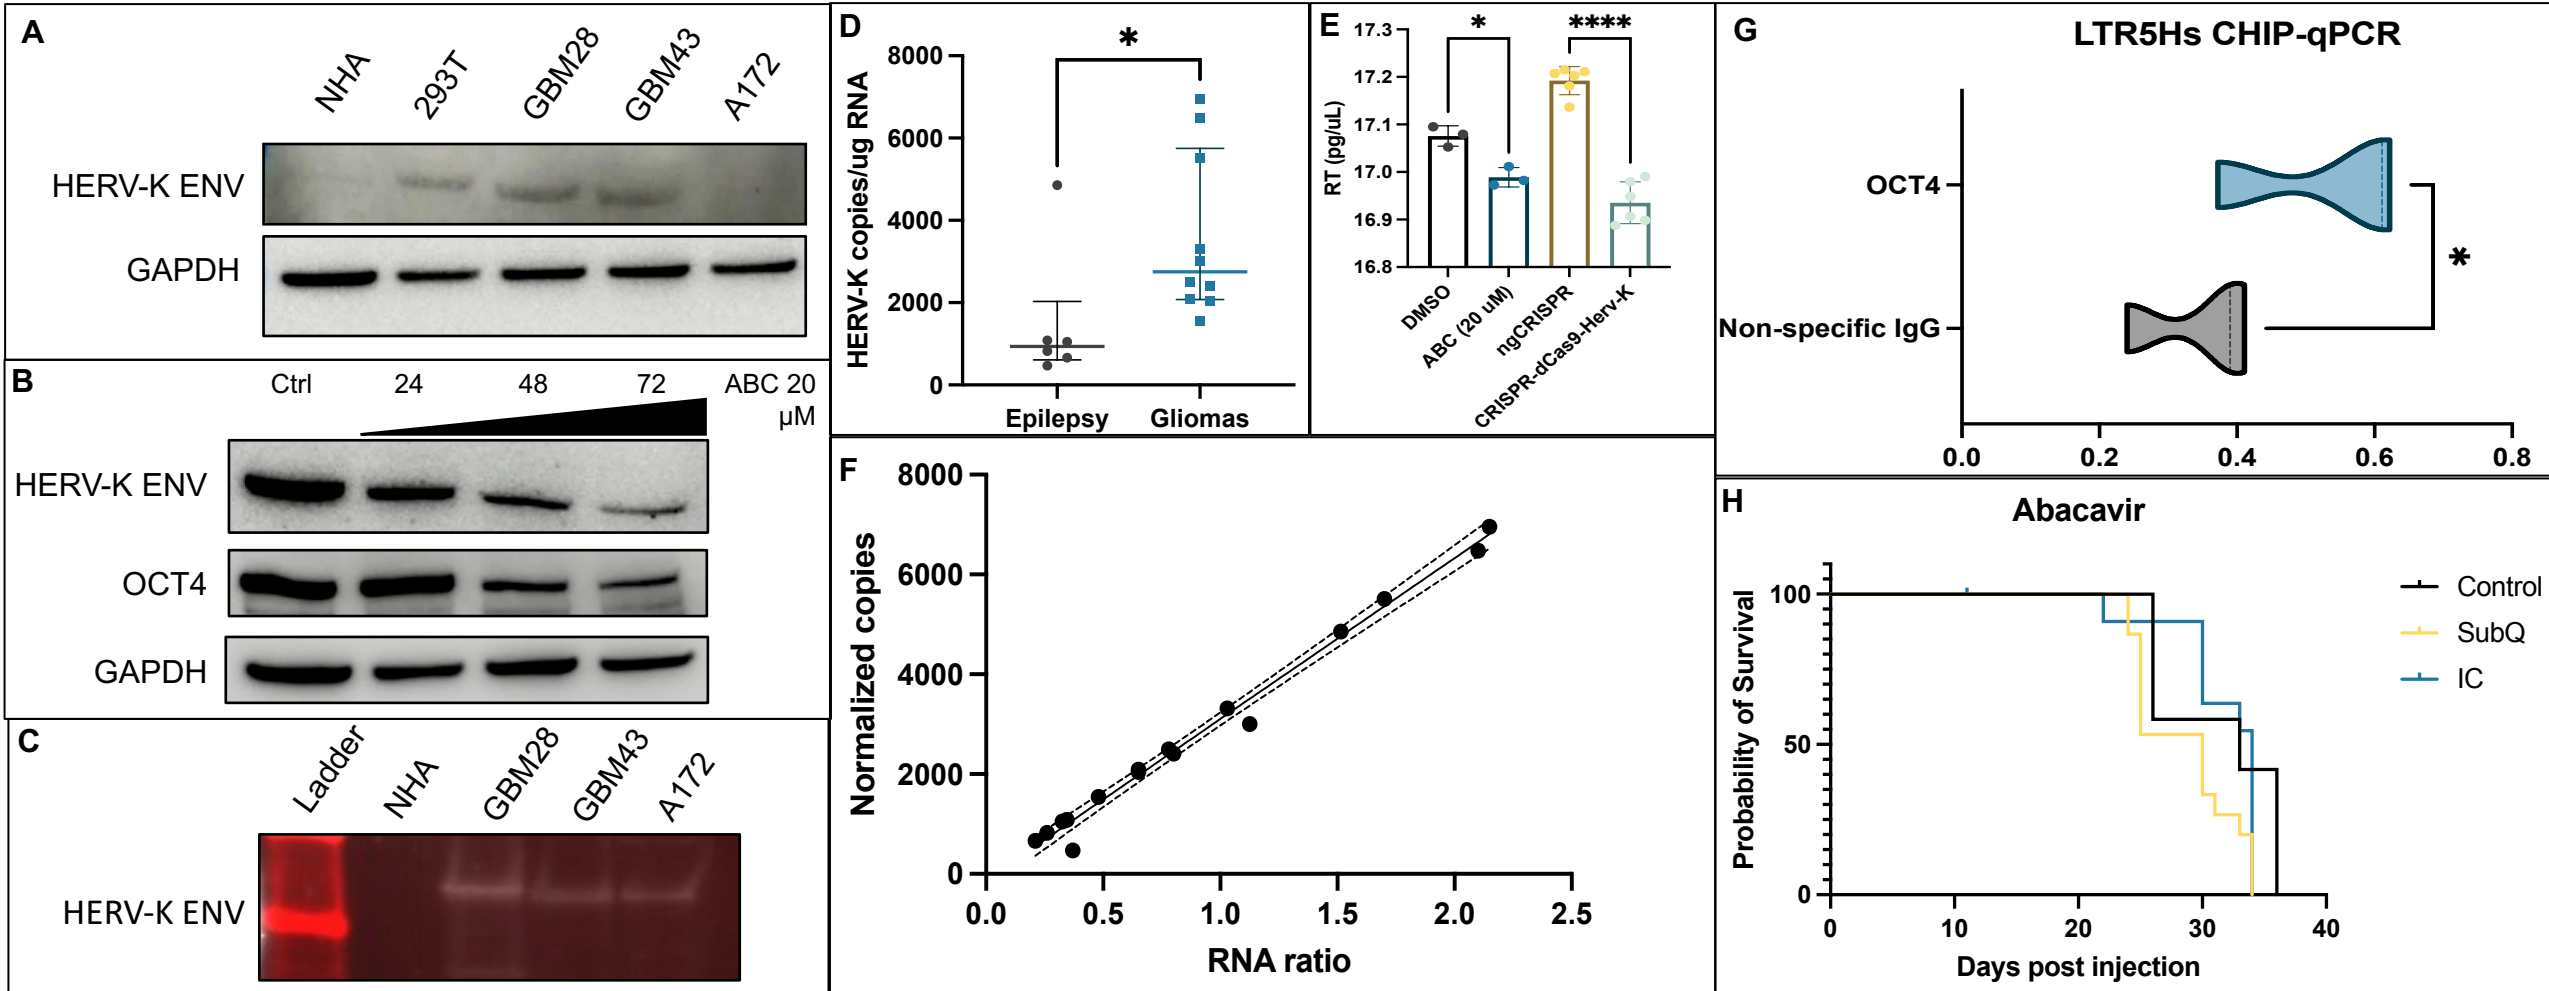 A
NHA
293T
GBM28
GBM43
A172
HERV-K ENV
GAPDH
B
Ctrl 24 48 72 ABC 20
µM
HERV-K ENV
OCT4
GAPDH
C
Ladder
NHA
GBM28
GBM43
A172
HERV-K ENV
D
*
HERV-K copies/ug RNA
8000
6000
4000
2000
0
Epilepsy Gliomas
E
* ****
RT (pg/uL)
17.3
17.2
17.1
17.0
16.9
16.8
DMSO
ABC (20 uM)
ngCRISPR
CRISPR-dCas9-Herv-K
F
Normalized copies
8000
6000
4000
2000
0
0.0 0.5 1.0 1.5 2.0 2.5
RNA ratio
G
LTR5Hs CHIP-qPCR
OCT4
*
Non-specific IgG
0.0 0.2 0.4 0.6 0.8
H
Abacavir
Probability of Survival
100
50
0
0 10 20 30 40
Days post injection
Control
SubQ
IC